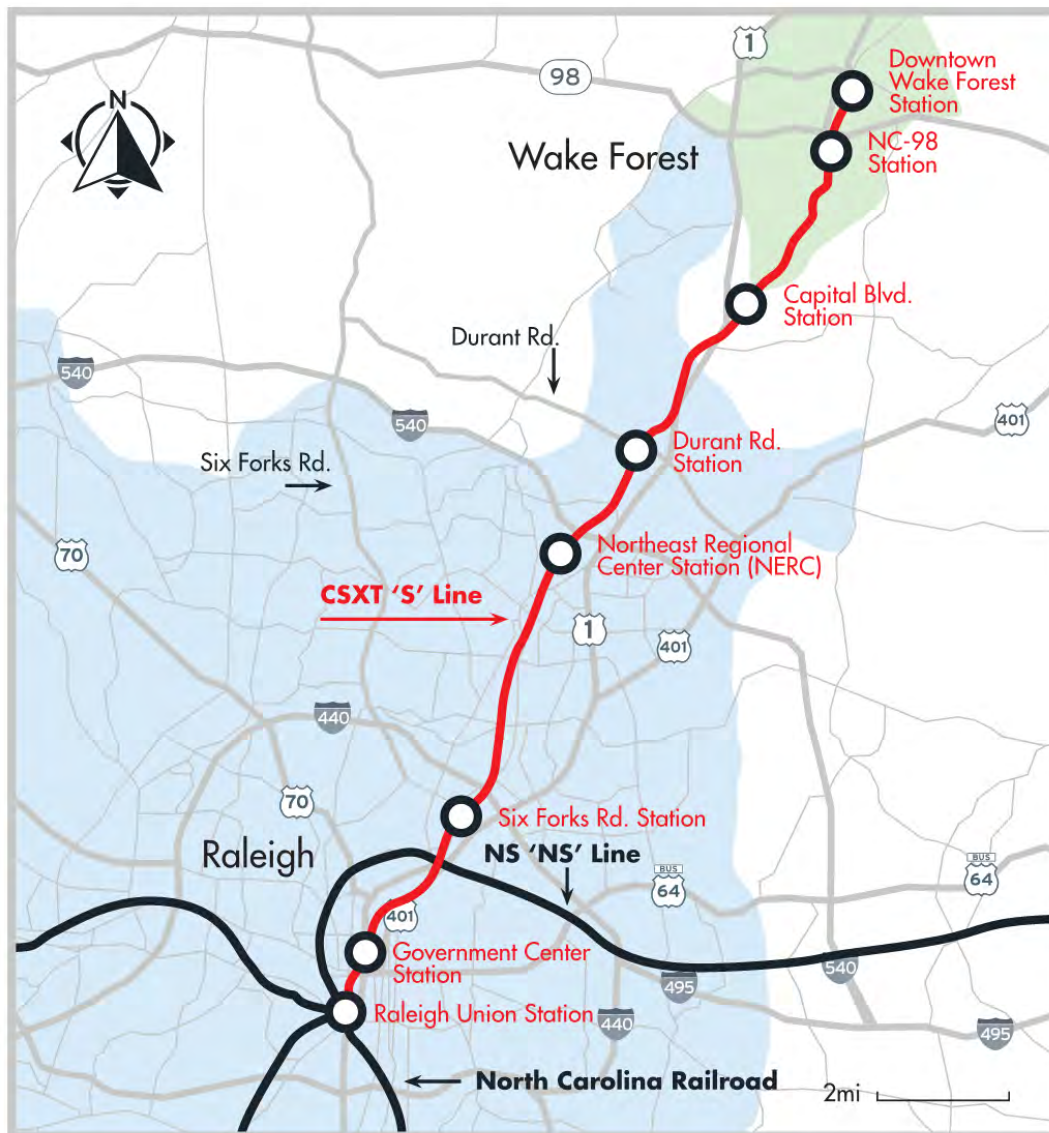 1
Downtown
Wake Forest
Station
98
N
Wake Forest
NC-98
Station
Capital Blvd.
Station
Durant Rd.
540
540
401
Durant Rd.
Station
Six Forks Rd.
70
Northeast Regional
Center Station (NERC)
CSXT ‘S’ Line
1
401
440
70
Six Forks Rd. Station
Raleigh
NS ‘NS’ Line
BUS
64
BUS
64
401
Government Center
Station
540
495
Raleigh Union Station
440
495
North Carolina Railroad
2mi